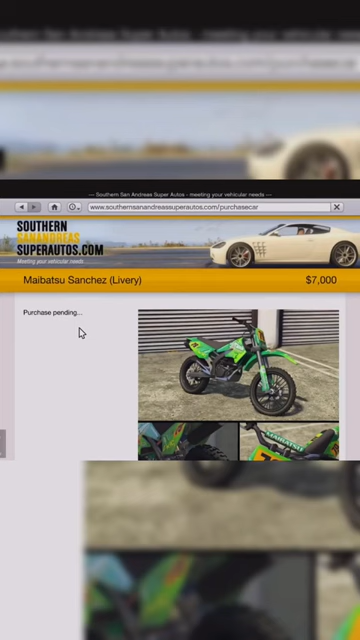 — Southern San Andreas Super Autos - meeting your vehicular needs —
www.southernsanandreassuperautos.com/purchasecar
SOUTHERN
SANANDREAS
SUPERAUTOS.COM
Meeting your vehicular needs
Maibatsu Sanchez (Livery)
$7,000
Purchase pending...
MAIBATSU